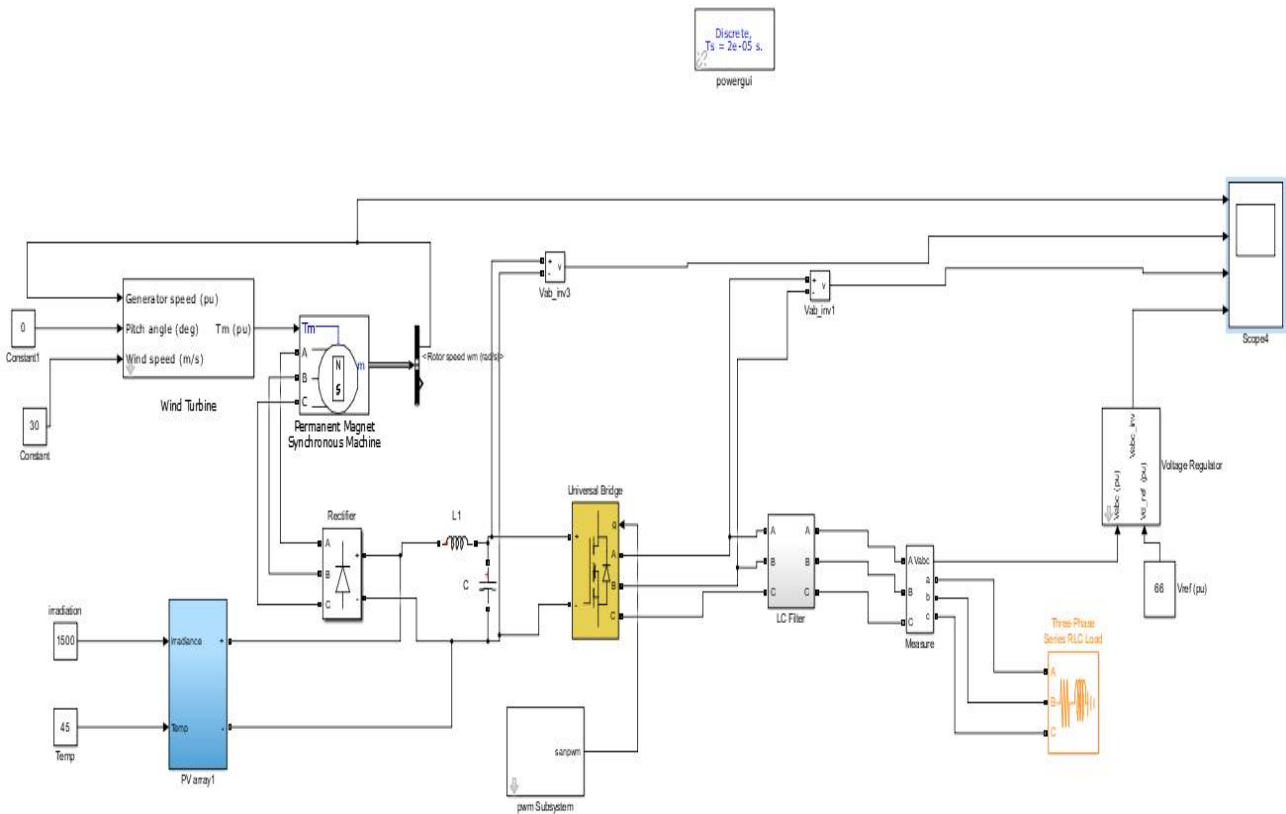 Discrete,
Ts = 2e-05 s.
powergui
Scope4
+
-
v
Vab_inv3
+
-
v
Vab_inv1
0
Constant1
30
Constant
Generator speed (pu)
Pitch angle (deg)
Tm (pu)
Wind speed (m/s)
Wind Turbine
Tm
A
B
C
N
S
m
Permanent Magnet
Synchronous Machine
<Rotor speed wm (rad/s)>
Rectifier
A
B
C
+
-
L1
C
Universal Bridge
+
-
g
A
B
C
A
B
C
A
B
C
LC Filter
A
B
C
Vabc
a
b
c
Measure
Vabc_inv
Vabc (pu)
Vd_ref (pu)
Voltage Regulator
66
Vref (pu)
Three-Phase
Series RLC Load
A
B
C
irradiation
1500
45
Temp
Irradiance
+
Temp
-
PV array1
sanpwm
pwm Subsystem